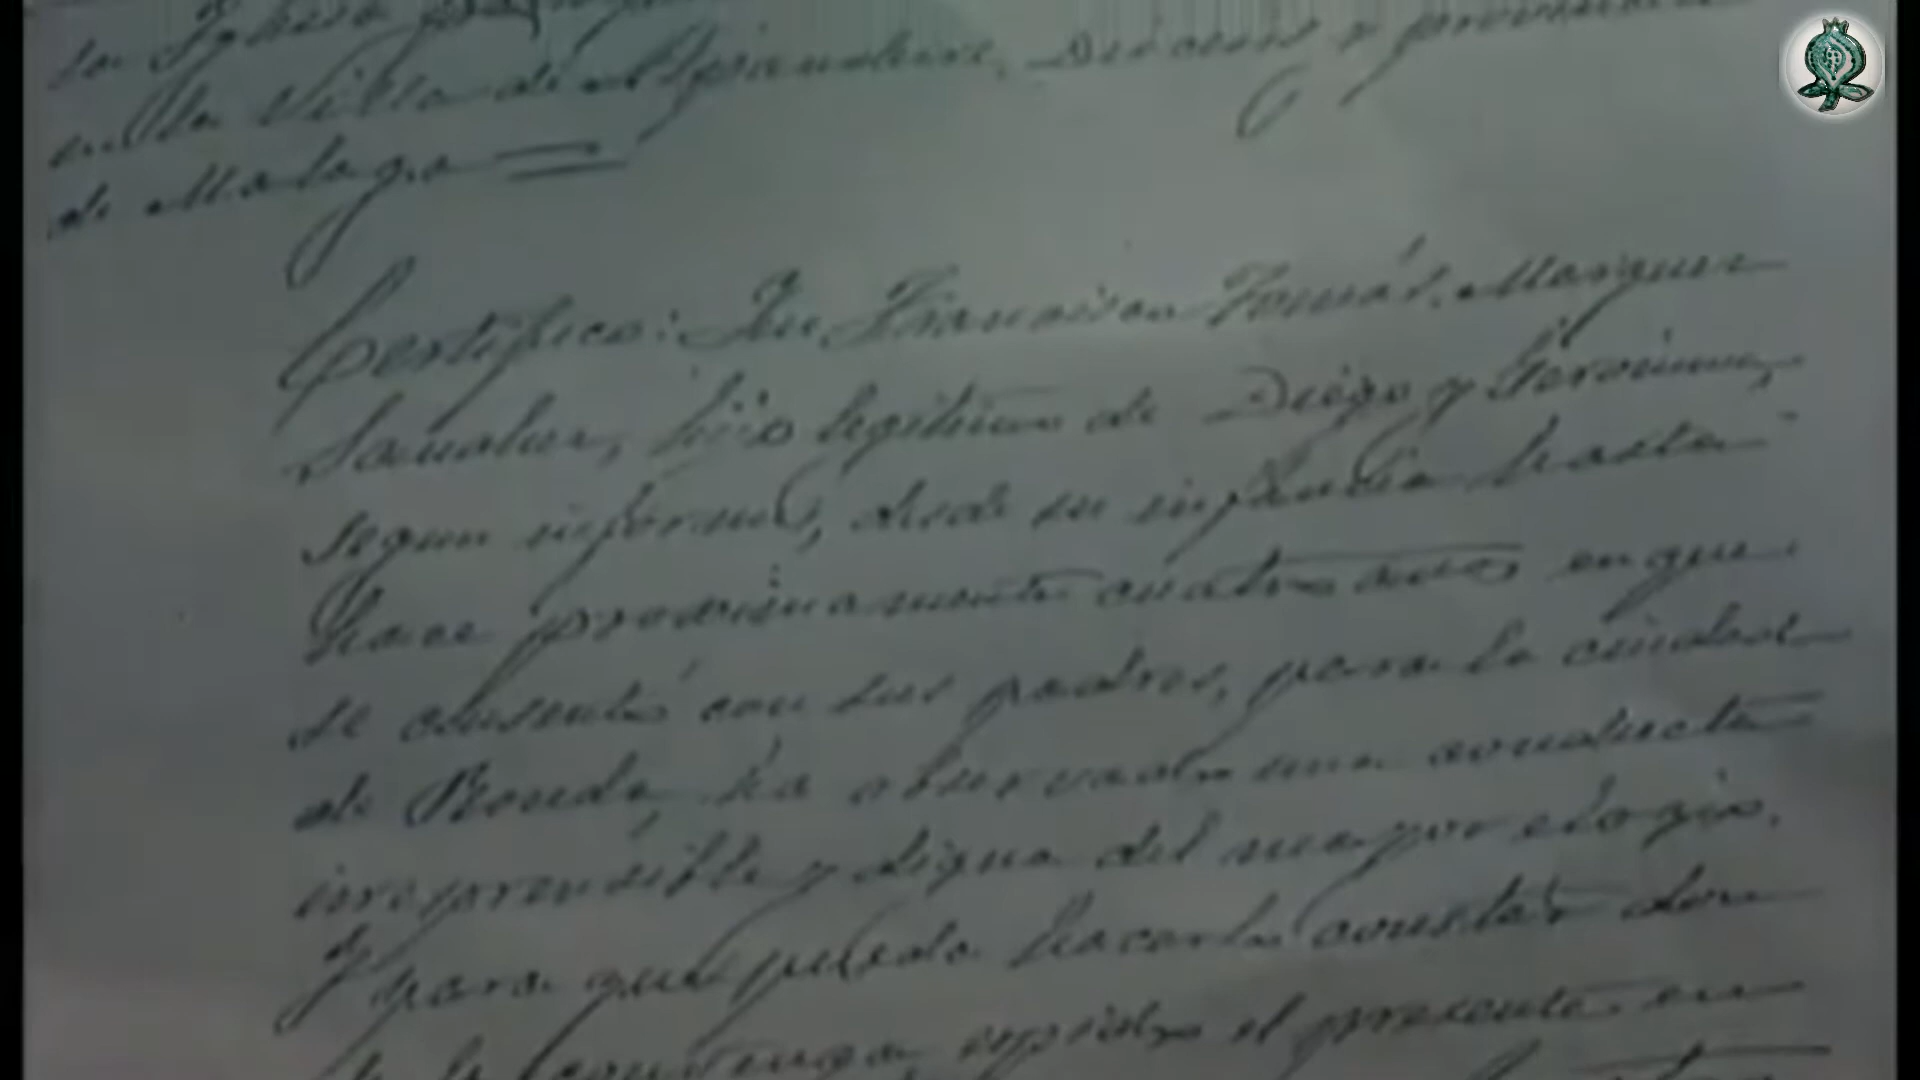 la Iglesia
en la Villa de Alpandeire, Diócesis y provincia
de Malaga =
Certifico: Que Francisco Tomás Marquez
Sanchez, hijo legitimo de Diego y Jeronima,
segun informes, desde su infancia hasta
hace proximamente cuatro años en que
se ausentó con sus padres, para la ciudad
de Ronda, ha observado una conducta
irreprensible y digna del mayor elogio.
Y para que pueda hacerlo constar don
de le convenga, expido el presente en